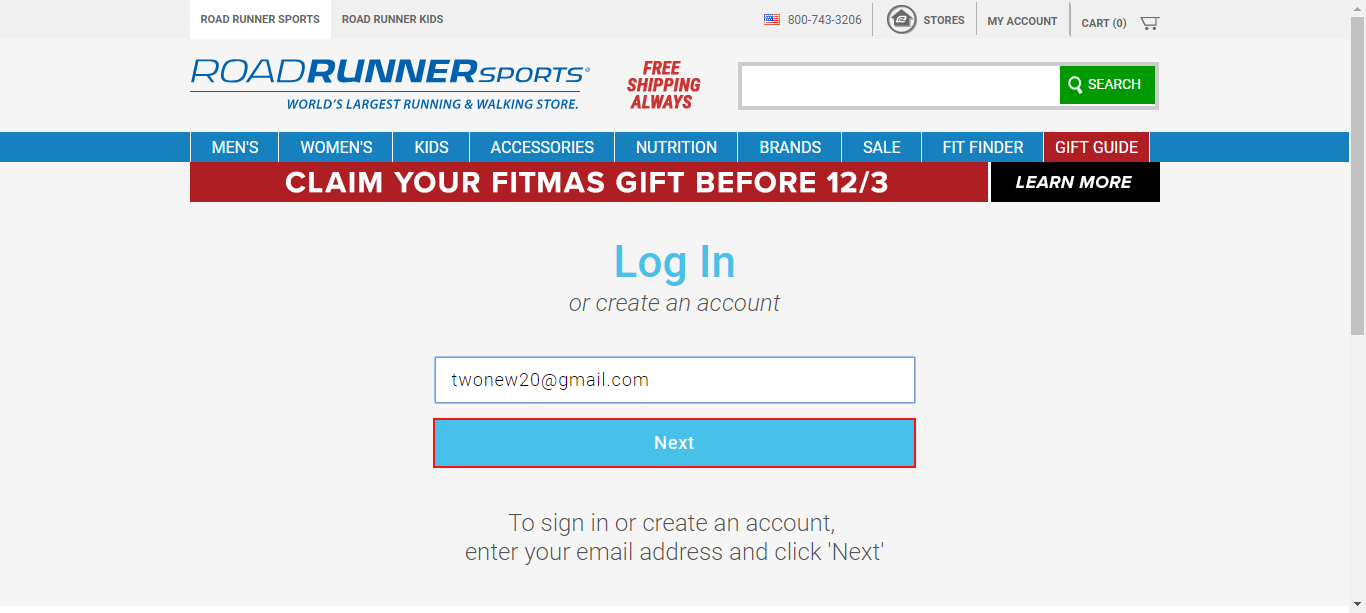 ROAD RUNNER SPORTS
ROAD RUNNER KIDS
800-743-3206
STORES
MY ACCOUNT
CART (0)
ROADRUNNERSPORTS®
WORLD'S LARGEST RUNNING & WALKING STORE.
FREE
SHIPPING
ALWAYS
SEARCH
MEN'S
WOMEN'S
KIDS
ACCESSORIES
NUTRITION
BRANDS
SALE
FIT FINDER
GIFT GUIDE
CLAIM YOUR FITMAS GIFT BEFORE 12/3
LEARN MORE
Log In
or create an account
twonew20@gmail.com
Next
To sign in or create an account,
enter your email address and click 'Next'